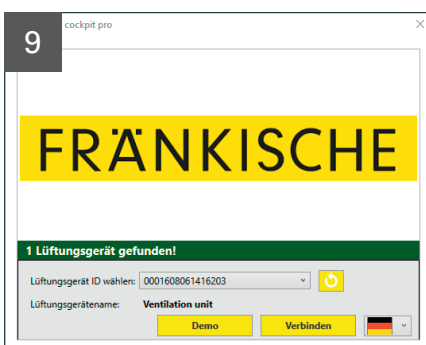 9
cockpit pro
FRÄNKISCHE
1 Lüftungsgerät gefunden!
Lüftungsgerät ID wählen: 0001608061416203
Lüftungsgerätename: Ventilation unit
Demo Verbinden